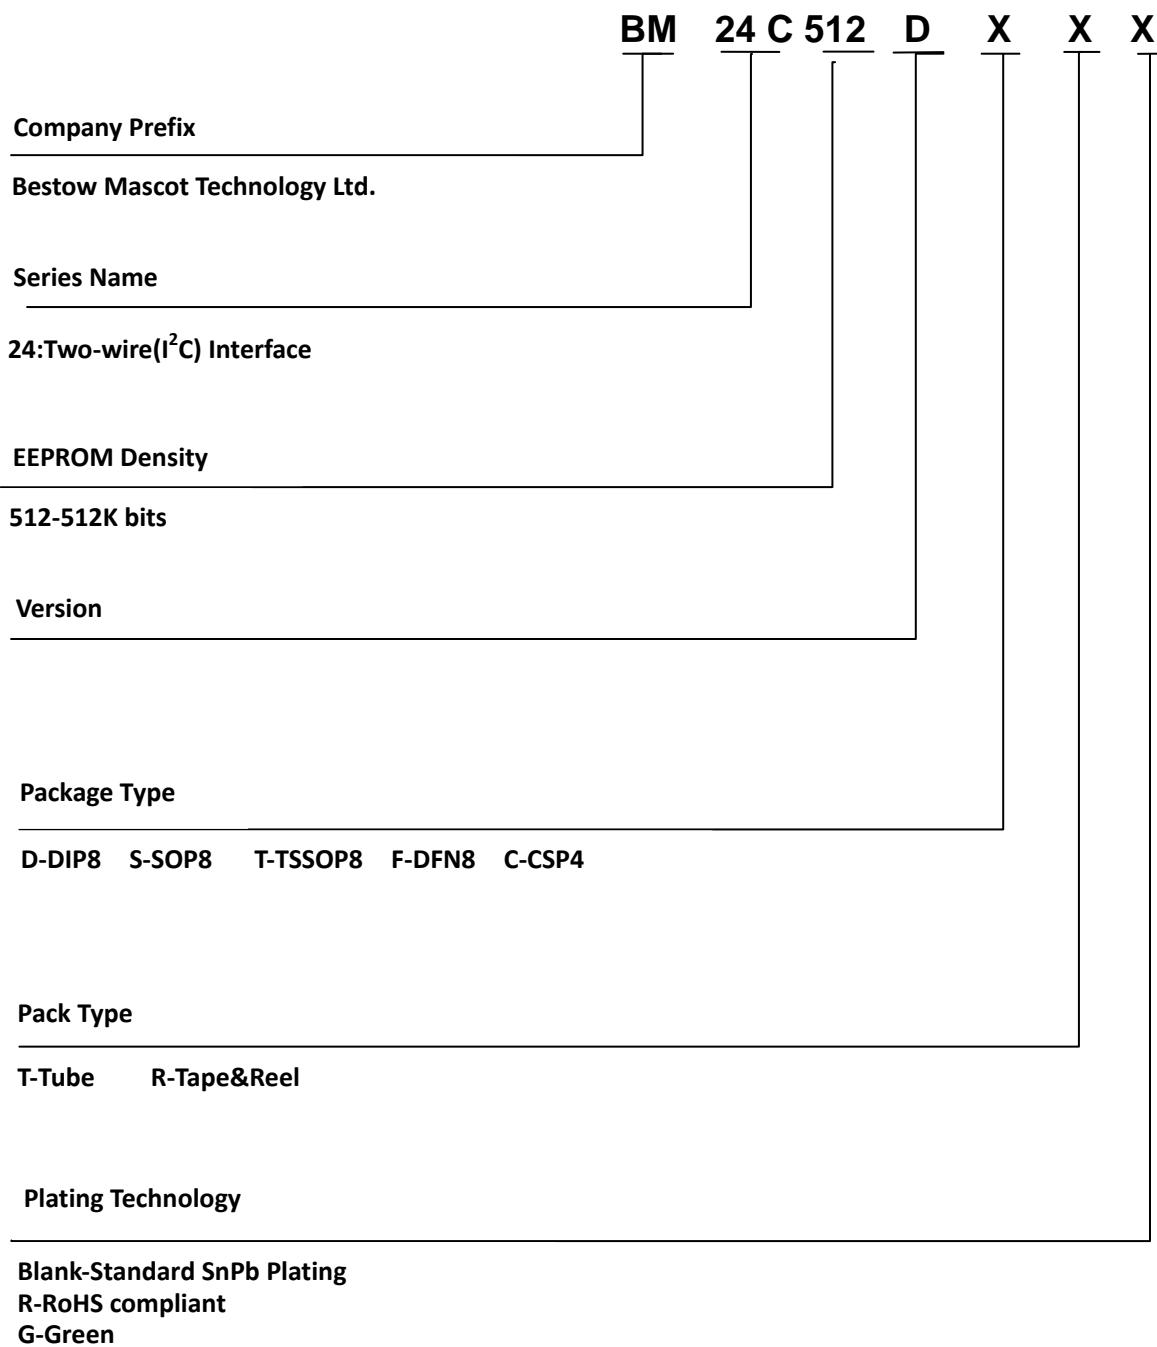 BM 24 C 512 D X X X
Company Prefix
Bestow Mascot Technology Ltd.
Series Name
24:Two-wire(I²C) Interface
EEPROM Density
512-512K bits
Version
Package Type
D-DIP8 S-SOP8 T-TSSOP8 F-DFN8 C-CSP4
Pack Type
T-Tube R-Tape&Reel
Plating Technology
Blank-Standard SnPb Plating
R-RoHS compliant
G-Green